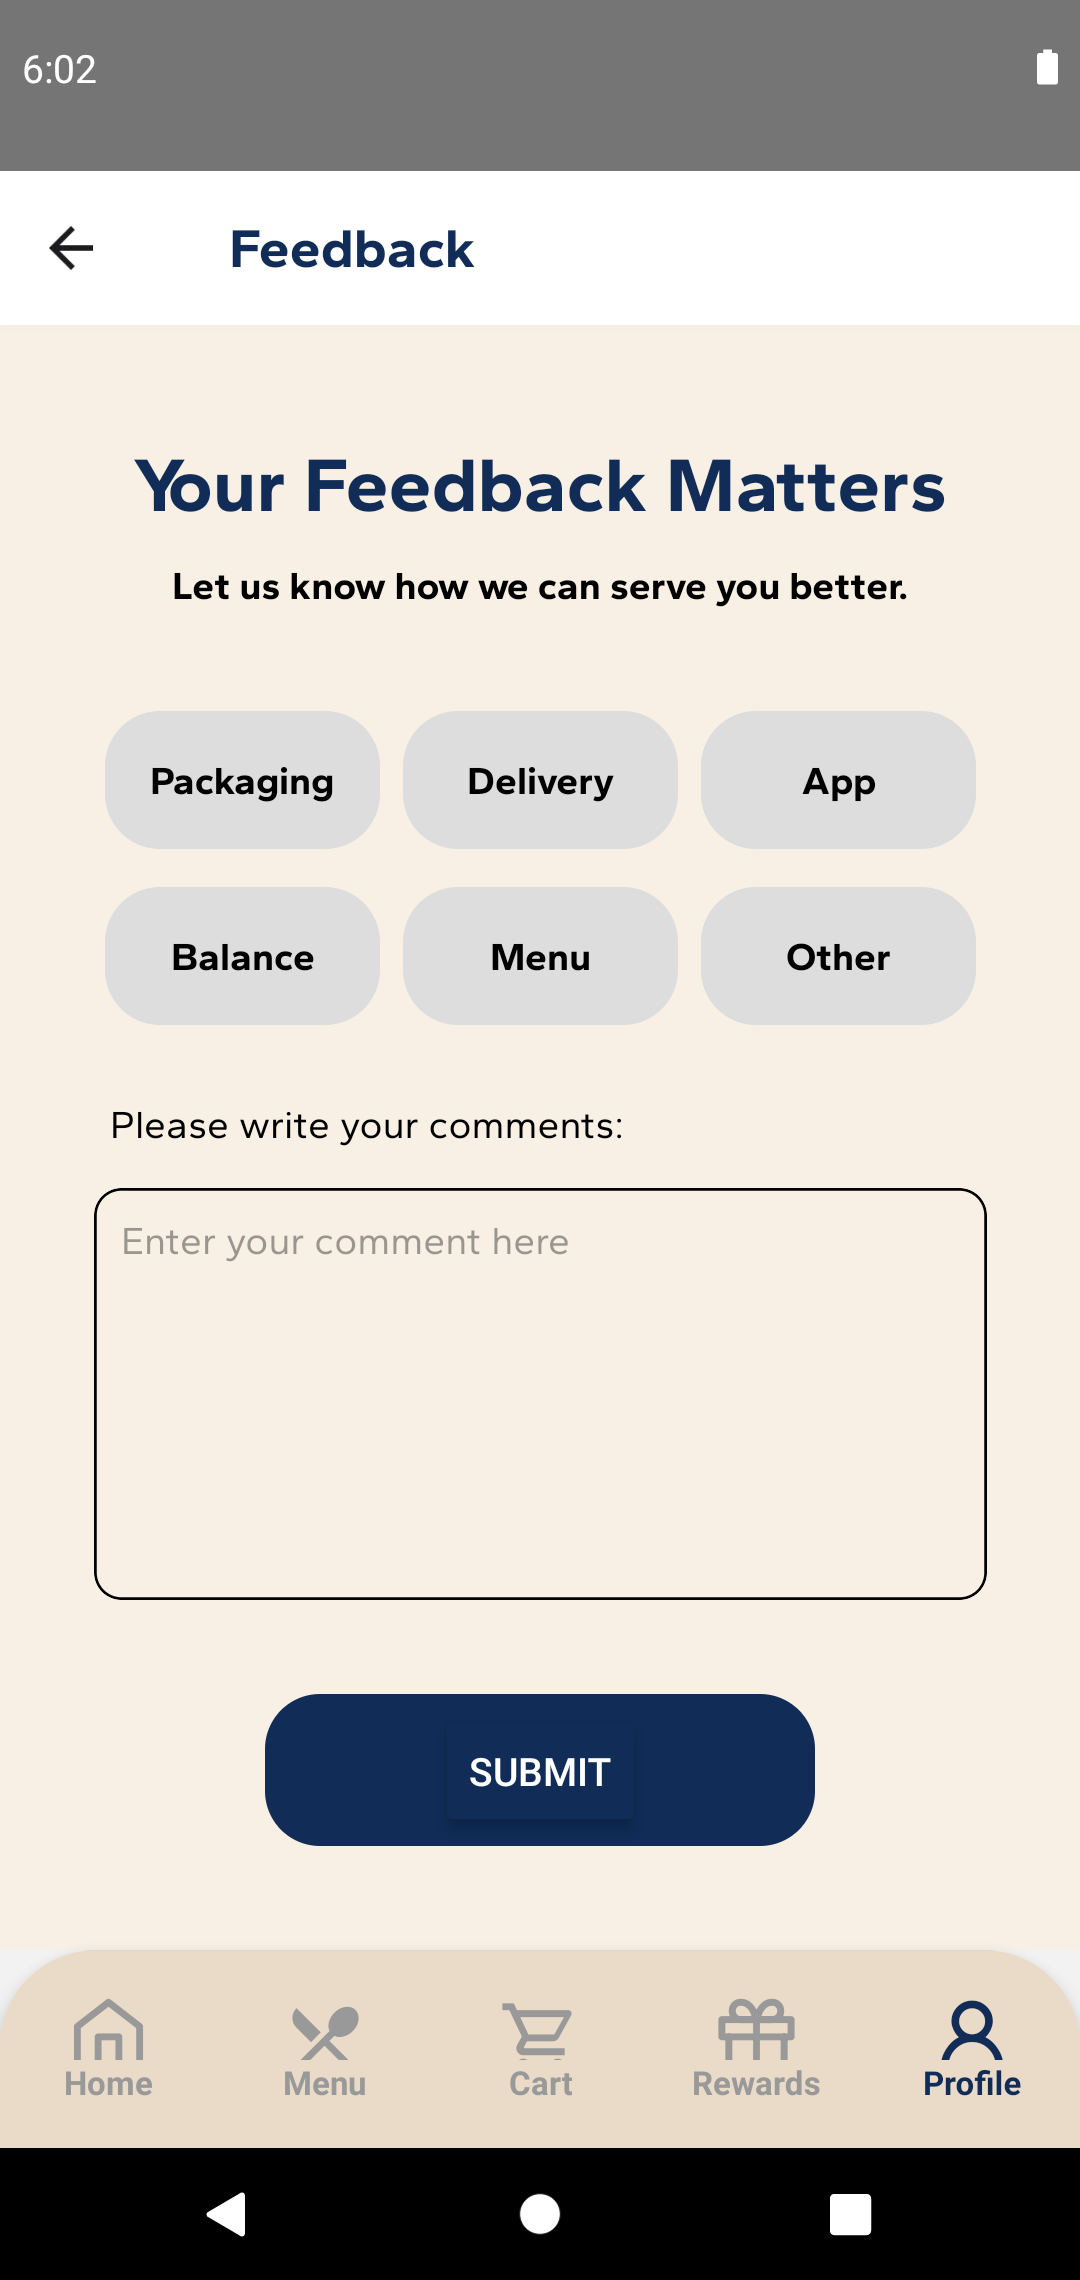 6:02
Feedback
Your Feedback Matters
Let us know how we can serve you better.
Packaging Delivery App
Balance Menu Other
Please write your comments:
Enter your comment here
SUBMIT
Home Menu Cart Rewards Profile